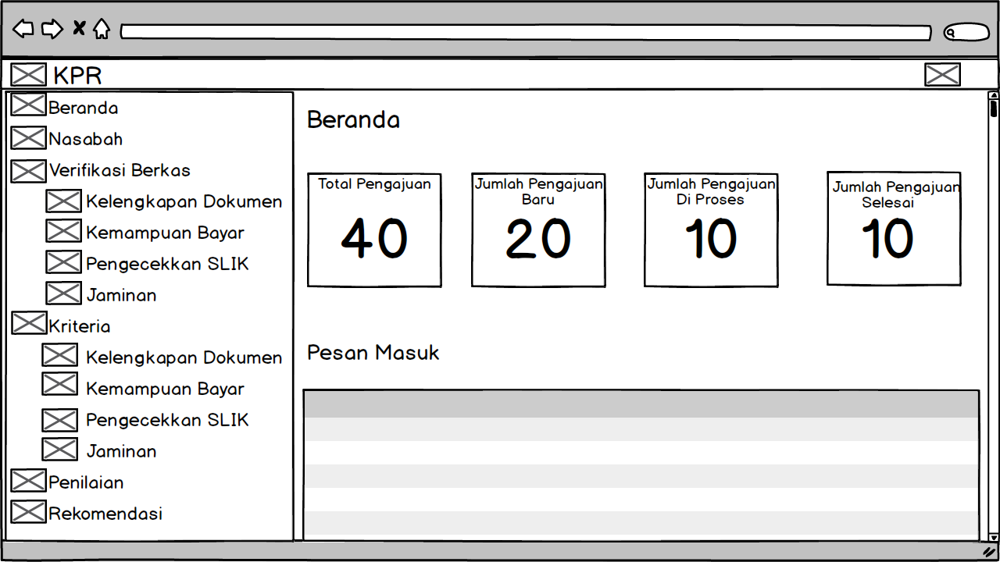 KPR
Beranda
Nasabah
Verifikasi Berkas
Kelengkapan Dokumen
Kemampuan Bayar
Pengecekkan SLIK
Jaminan
Kriteria
Kelengkapan Dokumen
Kemampuan Bayar
Pengecekkan SLIK
Jaminan
Penilaian
Rekomendasi
Beranda
Total Pengajuan
40
Jumlah Pengajuan
Baru
20
Jumlah Pengajuan
Di Proses
10
Jumlah Pengajuan
Selesai
10
Pesan Masuk